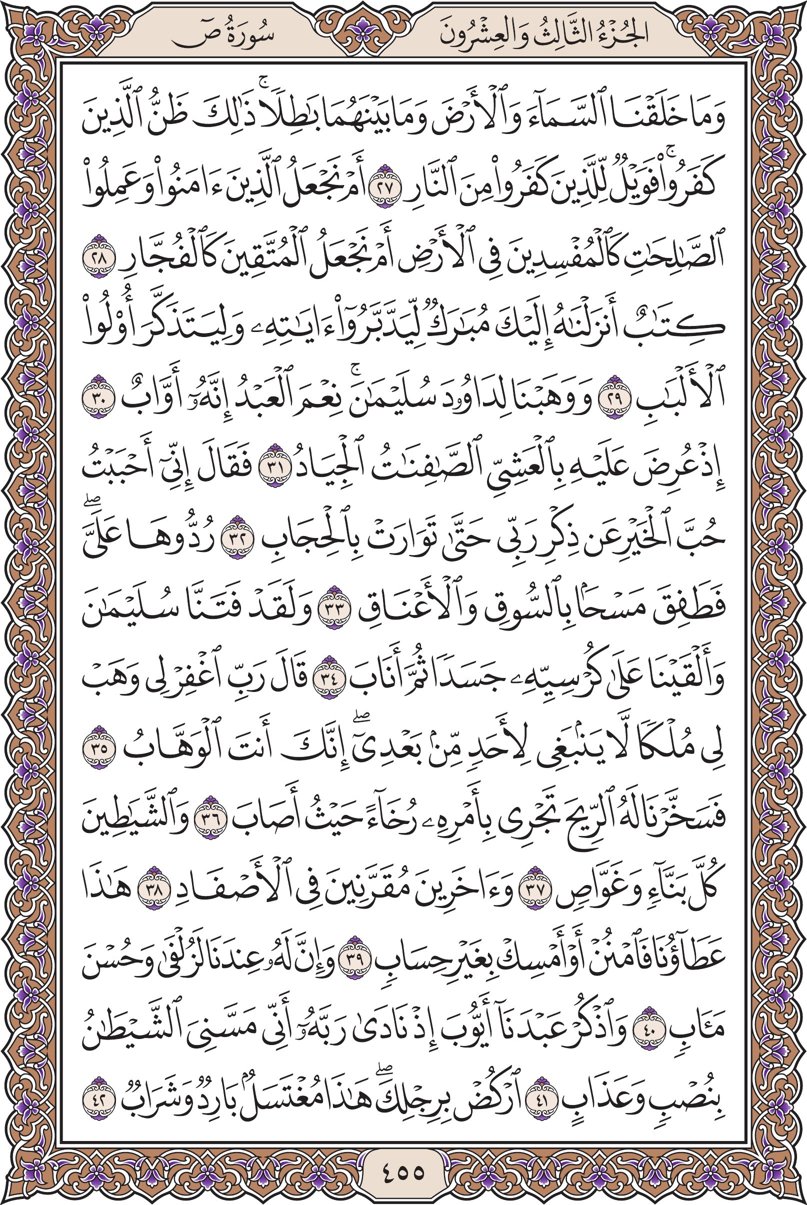 الجُزْءُ الثَّالِثُ وَالعِشْرُونَ
سُورَةُ صٓ
وَمَا خَلَقْنَا ٱلسَّمَآءَ وَٱلْأَرْضَ وَمَا بَيْنَهُمَا بَٰطِلًاۚ ذَٰلِكَ ظَنُّ ٱلَّذِينَ
كَفَرُواْۚ فَوَيْلٌ لِّلَّذِينَ كَفَرُواْ مِنَ ٱلنَّارِ ٢٧ أَمْ نَجْعَلُ ٱلَّذِينَ ءَامَنُواْ وَعَمِلُواْ
ٱلصَّٰلِحَٰتِ كَٱلْمُفْسِدِينَ فِي ٱلْأَرْضِ أَمْ نَجْعَلُ ٱلْمُتَّقِينَ كَٱلْفُجَّارِ ٢٨
كِتَٰبٌ أَنزَلْنَٰهُ إِلَيْكَ مُبَٰرَكٌ لِّيَدَّبَّرُوٓاْ ءَايَٰتِهِۦ وَلِيَتَذَكَّرَ أُوْلُواْ
ٱلْأَلْبَٰبِ ٢٩ وَوَهَبْنَا لِدَاوُۥدَ سُلَيْمَٰنَۚ نِعْمَ ٱلْعَبْدُ إِنَّهُۥٓ أَوَّابٌ ٣٠
إِذْ عُرِضَ عَلَيْهِ بِٱلْعَشِيِّ ٱلصَّٰفِنَٰتُ ٱلْجِيَادُ ٣١ فَقَالَ إِنِّيٓ أَحْبَبْتُ
حُبَّ ٱلْخَيْرِ عَن ذِكْرِ رَبِّي حَتَّىٰ تَوَارَتْ بِٱلْحِجَابِ ٣٢ رُدُّوهَا عَلَيَّۖ
فَطَفِقَ مَسْحَۢا بِٱلسُّوقِ وَٱلْأَعْنَاقِ ٣٣ وَلَقَدْ فَتَنَّا سُلَيْمَٰنَ
وَأَلْقَيْنَا عَلَىٰ كُرْسِيِّهِۦ جَسَدًا ثُمَّ أَنَابَ ٣٤ قَالَ رَبِّ ٱغْفِرْ لِي وَهَبْ
لِي مُلْكًا لَّا يَنۢبَغِي لِأَحَدٍ مِّنۢ بَعْدِيٓۖ إِنَّكَ أَنتَ ٱلْوَهَّابُ ٣٥
فَسَخَّرْنَا لَهُ ٱلرِّيحَ تَجْرِي بِأَمْرِهِۦ رُخَآءً حَيْثُ أَصَابَ ٣٦ وَٱلشَّيَٰطِينَ
كُلَّ بَنَّآءٍ وَغَوَّاصٍ ٣٧ وَءَاخَرِينَ مُقَرَّنِينَ فِي ٱلْأَصْفَادِ ٣٨ هَٰذَا
عَطَآؤُنَا فَٱمْنُنْ أَوْ أَمْسِكْ بِغَيْرِ حِسَابٍ ٣٩ وَإِنَّ لَهُۥ عِندَنَا لَزُلْفَىٰ وَحُسْنَ
مَـَٔابٍ ٤٠ وَٱذْكُرْ عَبْدَنَآ أَيُّوبَ إِذْ نَادَىٰ رَبَّهُۥٓ أَنِّي مَسَّنِيَ ٱلشَّيْطَٰنُ
بِنُصْبٍ وَعَذَابٍ ٤١ ٱرْكُضْ بِرِجْلِكَۖ هَٰذَا مُغْتَسَلٌۢ بَارِدٌ وَشَرَابٌ ٤٢
٤٥٥